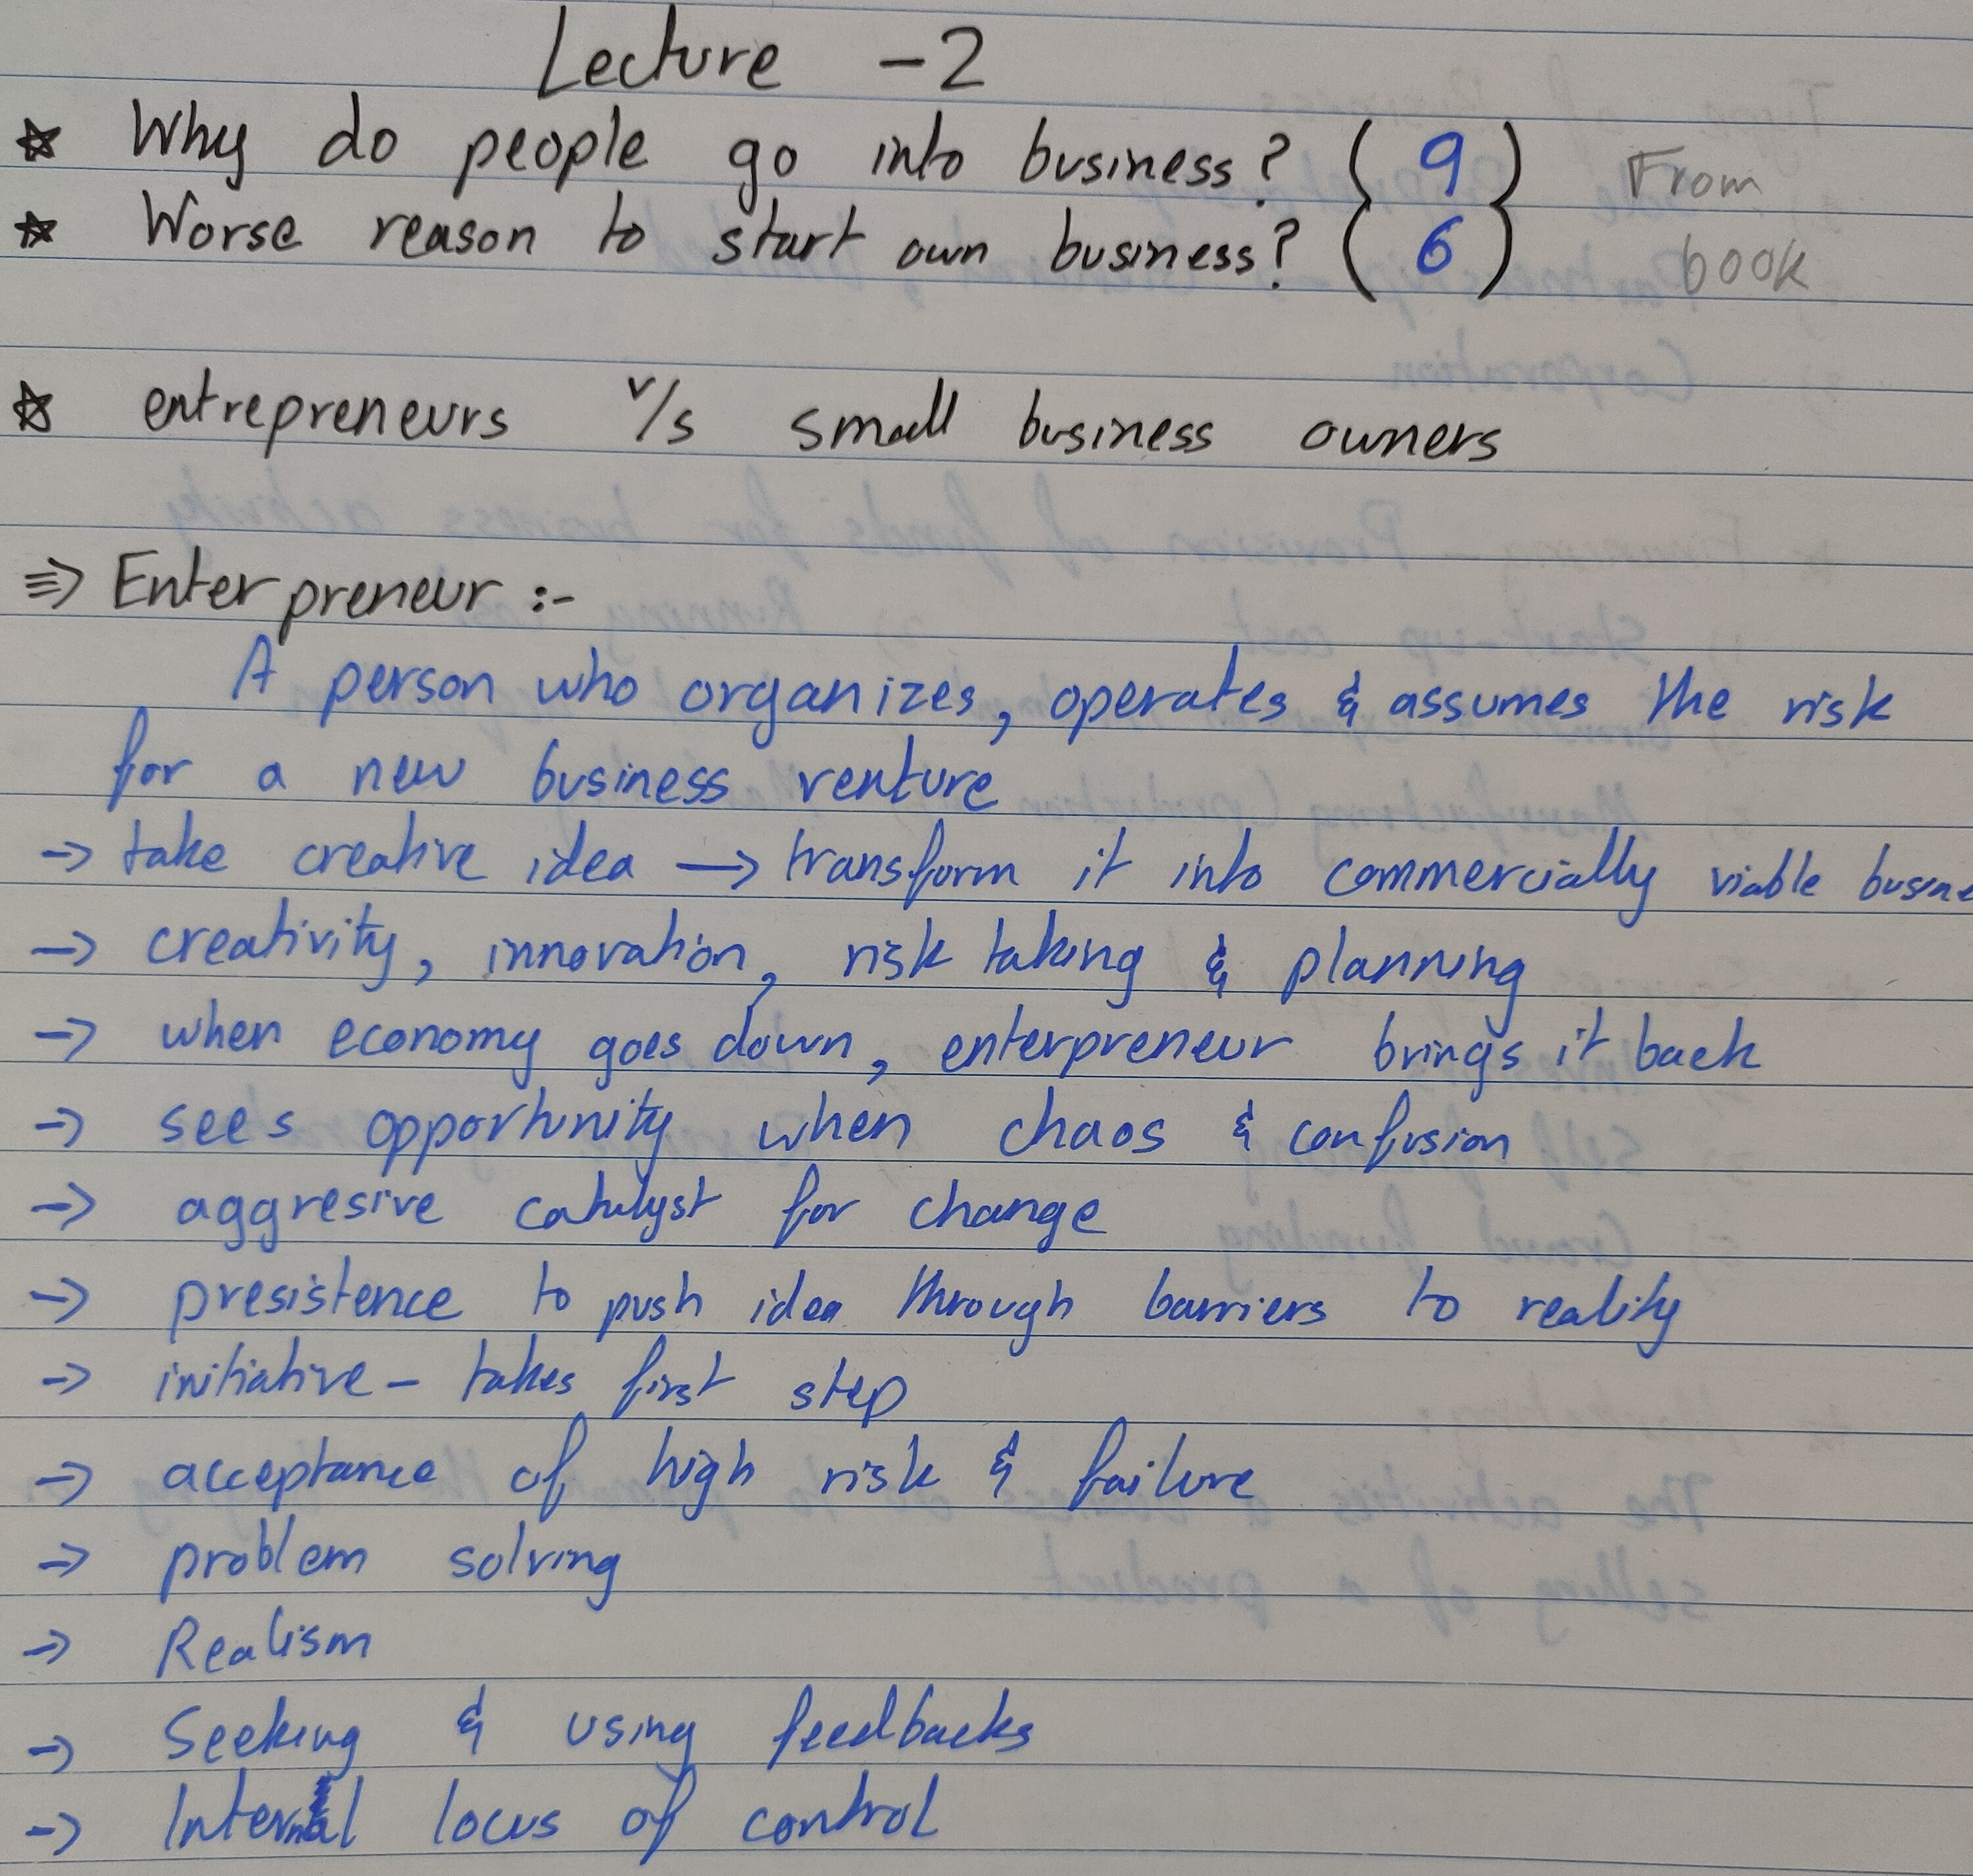 Lecture - 2
☆ Why do people go into business? { 9 } From
☆ Worse reason to start own business? { 6 } book
☆ entrepreneurs v/s small business owners
⇒ Enterpreneur :-
A person who organizes, operates & assumes the risk
for a new business venture
→ take creative idea → transform it into commercially viable busine
→ creativity, innovation, risk taking & planning
→ when economy goes down, enterpreneur brings it back
→ sees opportunity when chaos & confusion
→ aggresive catalyst for change
→ presistence to push idea through barriers to reality
→ initiative - takes first step
→ acceptance of high risk & failure
→ problem solving
→ Realism
→ Seeking & using feedbacks
→ Internal locus of control